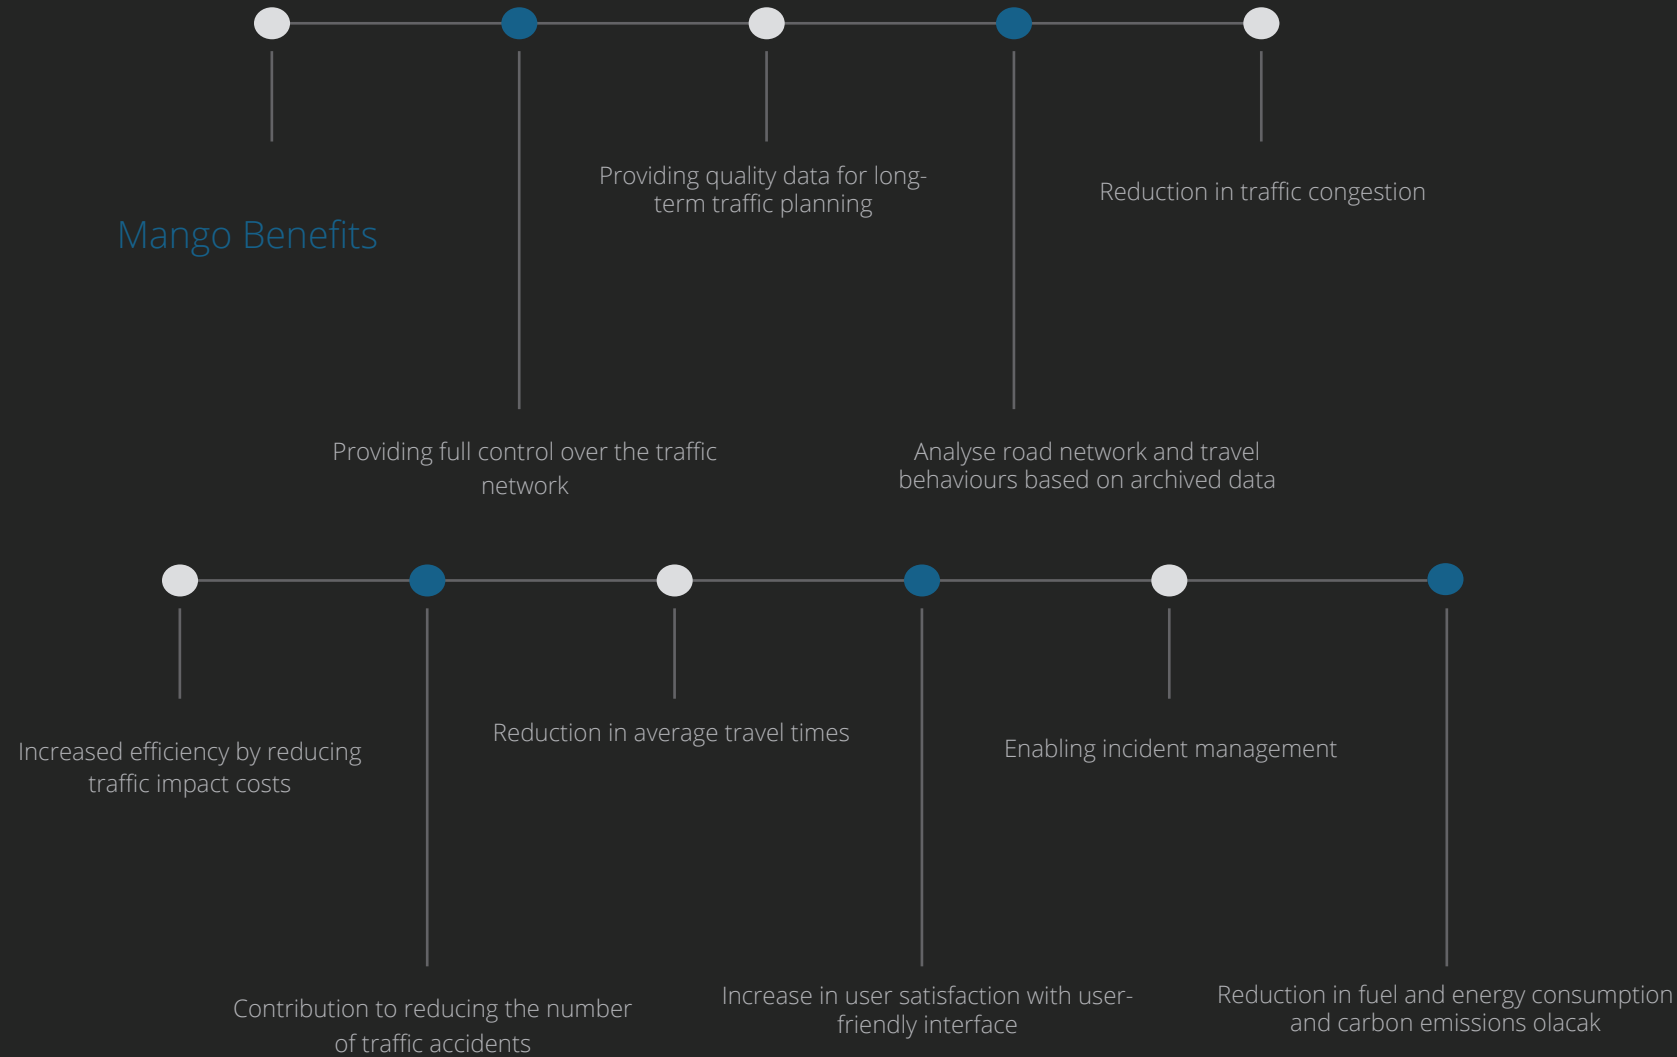 Mango Benefits
Providing full control over the traffic
network
Providing quality data for long-
term traffic planning
Analyse road network and travel
behaviours based on archived data
Reduction in traffic congestion
Increased efficiency by reducing
traffic impact costs
Contribution to reducing the number
of traffic accidents
Reduction in average travel times
Increase in user satisfaction with user-
friendly interface
Enabling incident management
Reduction in fuel and energy consumption
and carbon emissions olacak